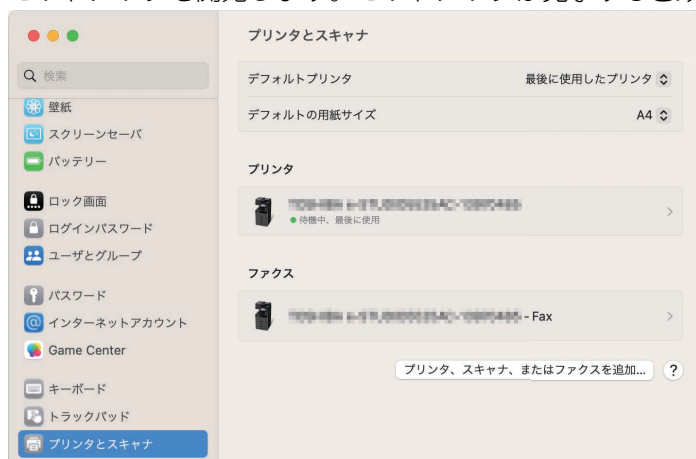 プリンタとスキャナ
検索
壁紙
スクリーンセーバ
バッテリー
ロック画面
ログインパスワード
ユーザとグループ
パスワード
インターネットアカウント
Game Center
キーボード
トラックパッド
プリンタとスキャナ
デフォルトプリンタ 最後に使用したプリンタ
デフォルトの用紙サイズ A4
プリンタ
待機中、最後に使用
ファクス
- Fax
プリンタ、スキャナ、またはファクスを追加... ?